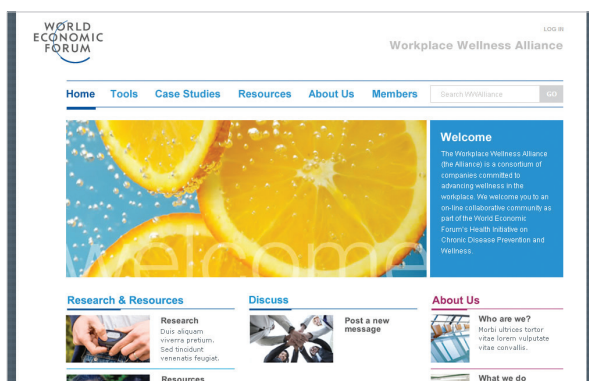 WORLD
ECONOMIC
FORUM
LOG IN
Workplace Wellness Alliance
Home Tools Case Studies Resources About Us Members Search WWAlliance GO
welcome
Welcome
The Workplace Wellness Alliance
(the Alliance) is a consortium of
companies committed to
advancing wellness in the
workplace. We welcome you to an
on-line collaborative community as
part of the World Economic
Forum's Health Initiative on
Chronic Disease Prevention and
Wellness.
Research & Resources
Research
Duis aliquam
viverra pretium.
Sed tincidunt
venenatis feugiat.
Resources
Discuss
Post a new
message
About Us
Who are we?
Morbi ultrices tortor
vitae lorem vulputate
vitae convallis.
What we do